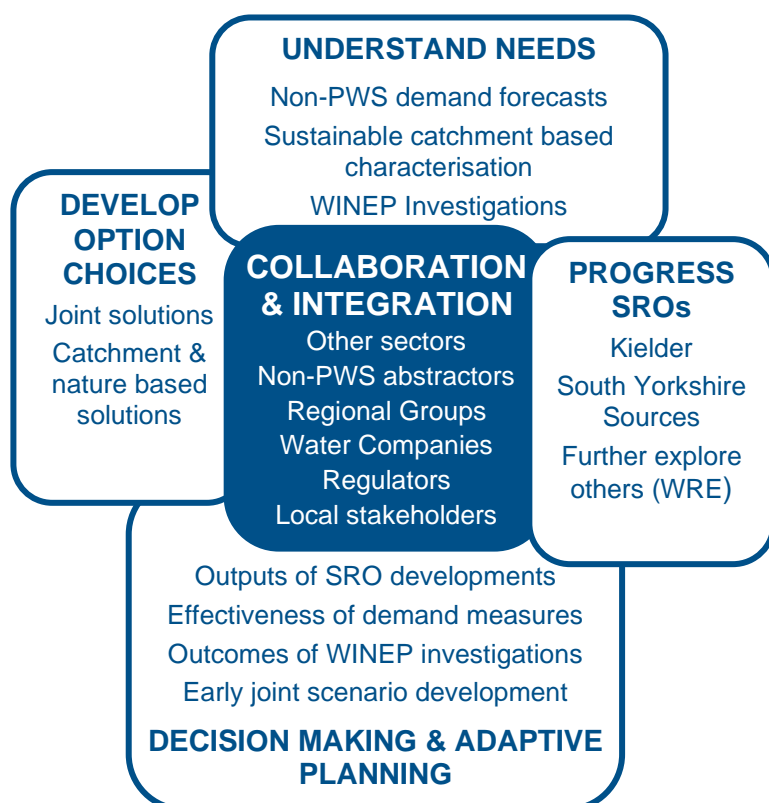 UNDERSTAND NEEDS
Non-PWS demand forecasts
Sustainable catchment based
characterisation
WINEP Investigations
DEVELOP
OPTION
CHOICES
Joint solutions
Catchment &
nature based
solutions
COLLABORATION
& INTEGRATION
Other sectors
Non-PWS abstractors
Regional Groups
Water Companies
Regulators
Local stakeholders
PROGRESS
SROs
Kielder
South Yorkshire
Sources
Further explore
others (WRE)
Outputs of SRO developments
Effectiveness of demand measures
Outcomes of WINEP investigations
Early joint scenario development
DECISION MAKING & ADAPTIVE
PLANNING